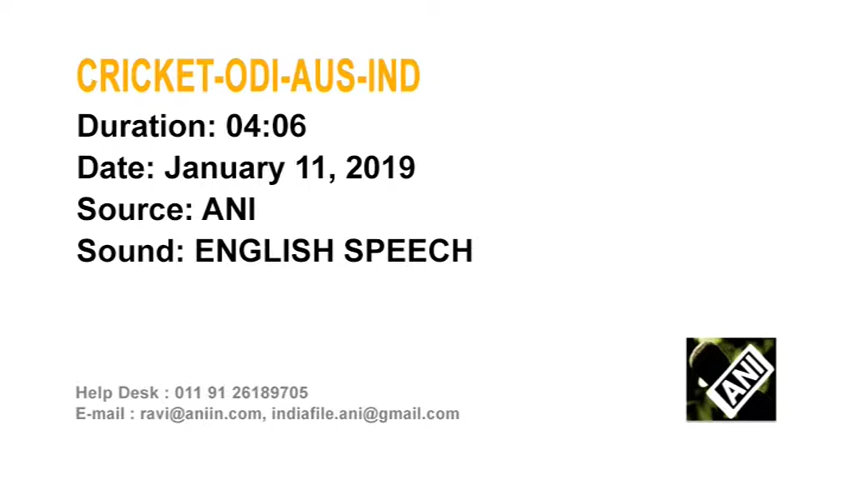 CRICKET-ODI-AUS-IND
Duration: 04:06
Date: January 11, 2019
Source: ANI
Sound: ENGLISH SPEECH
ANI
Help Desk : 011 91 26189705
E-mail : ravi@aniin.com, indiafile.ani@gmail.com